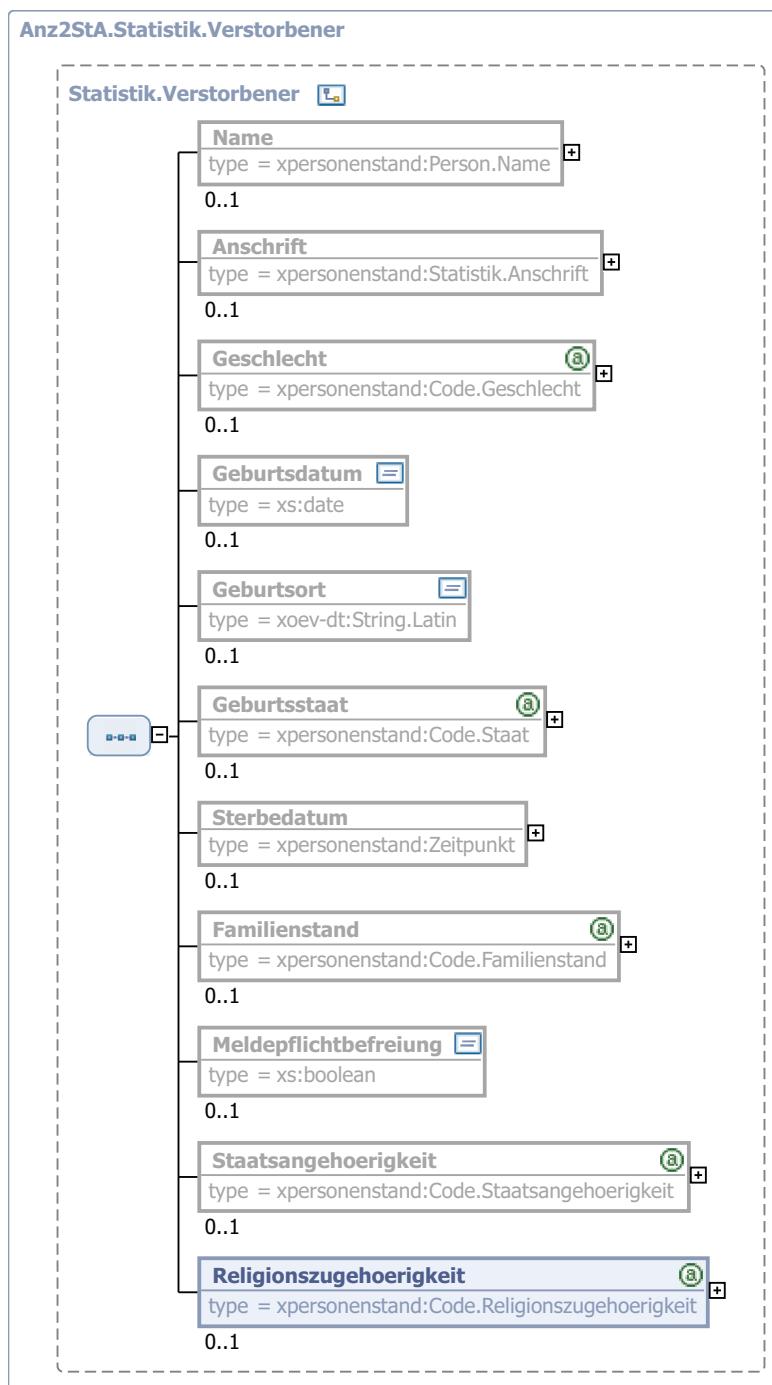 Anz2StA.Statistik.Verstorbener
Statistik.Verstorbener
Name
type = xpersonenstand:Person.Name
0..1
Anschrift
type = xpersonenstand:Statistik.Anschrift
0..1
Geschlecht
type = xpersonenstand:Code.Geschlecht
0..1
Geburtsdatum
type = xs:date
0..1
Geburtsort
type = xoev-dt:String.Latin
0..1
Geburtsstaat
type = xpersonenstand:Code.Staat
0..1
Sterbedatum
type = xpersonenstand:Zeitpunkt
0..1
Familienstand
type = xpersonenstand:Code.Familienstand
0..1
Meldepflichtbefreiung
type = xs:boolean
0..1
Staatsangehoerigkeit
type = xpersonenstand:Code.Staatsangehoerigkeit
0..1
Religionszugehoerigkeit
type = xpersonenstand:Code.Religionszugehoerigkeit
0..1